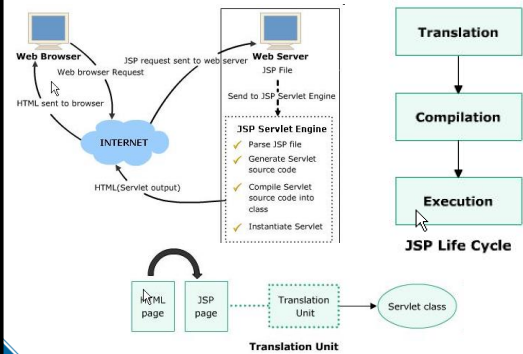 Web Browser
Web Server
JSP request sent to web server
JSP File
Web browser Request
Send to JSP Servlet Engine
HTML sent to browser
INTERNET
HTML(Servlet output)
JSP Servlet Engine
Parse JSP file
Generate Servlet
source code
Compile Servlet
source code into
class
Instantiate Servlet
Translation
Compilation
Execution
JSP Life Cycle
HTML
page
JSP
page
Translation
Unit
Servlet class
Translation Unit